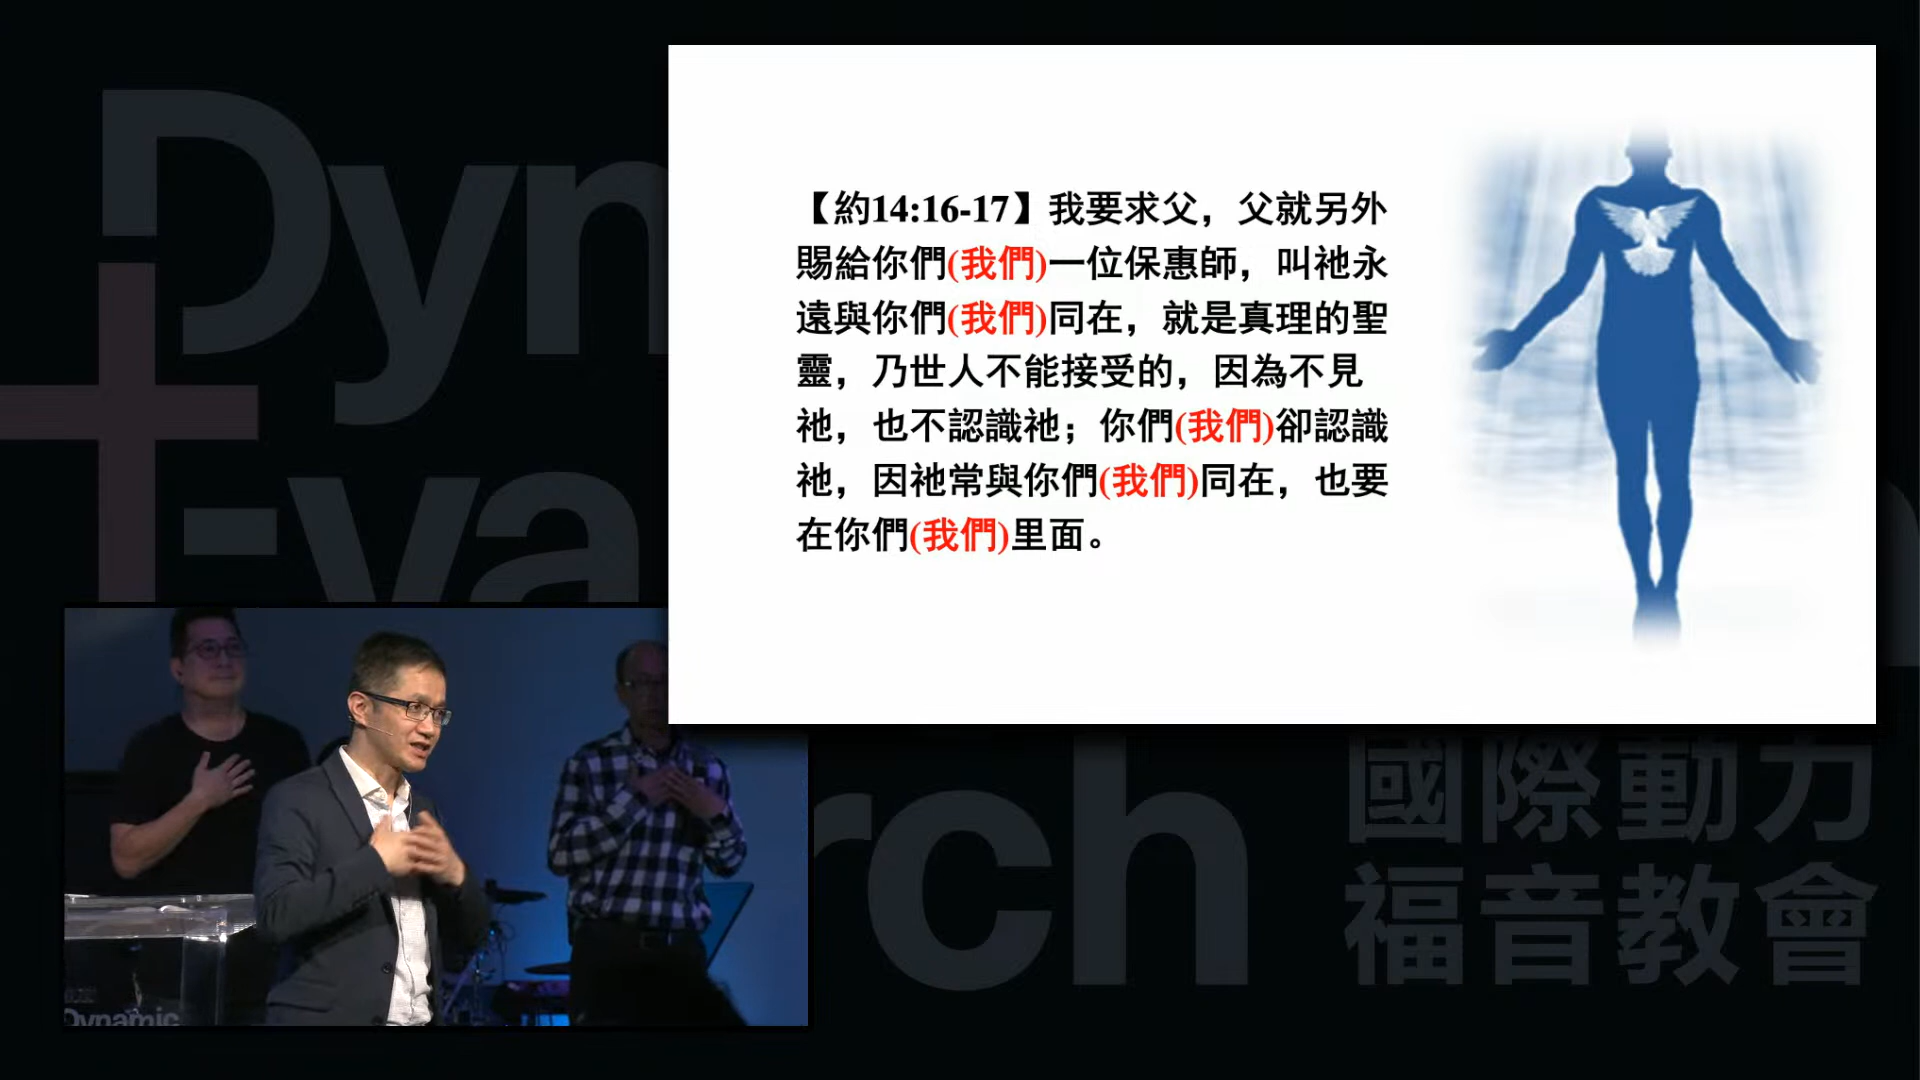 【約14:16-17】我要求父，父就另外
賜給你們(我們)一位保惠師，叫祂永
遠與你們(我們)同在，就是真理的聖
靈，乃世人不能接受的，因為不見
祂，也不認識祂；你們(我們)卻認識
祂，因祂常與你們(我們)同在，也要
在你們(我們)里面。
Dyn
Eva
rch
國際動力
福音教會
Dynamic